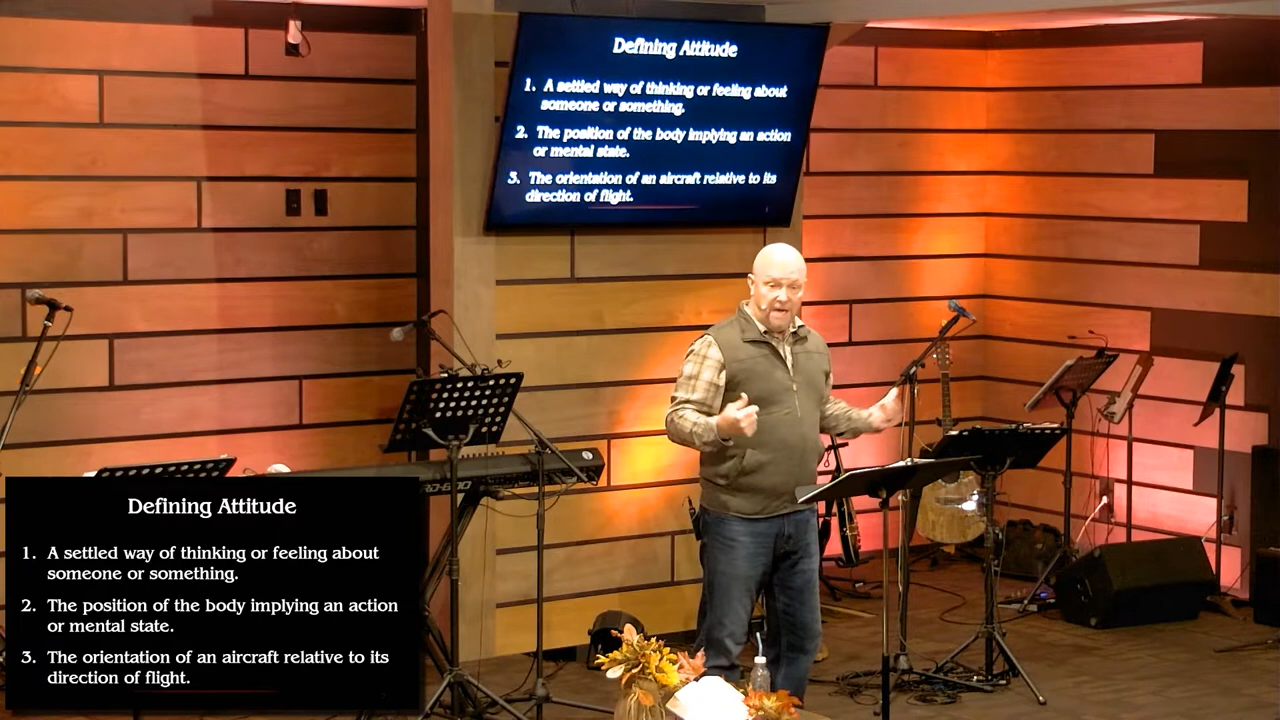 Defining Attitude
1. A settled way of thinking or feeling about
someone or something.
2. The position of the body implying an action
or mental state.
3. The orientation of an aircraft relative to its
direction of flight.
RD-800
Defining Attitude
1. A settled way of thinking or feeling about
someone or something.
2. The position of the body implying an action
or mental state.
3. The orientation of an aircraft relative to its
direction of flight.